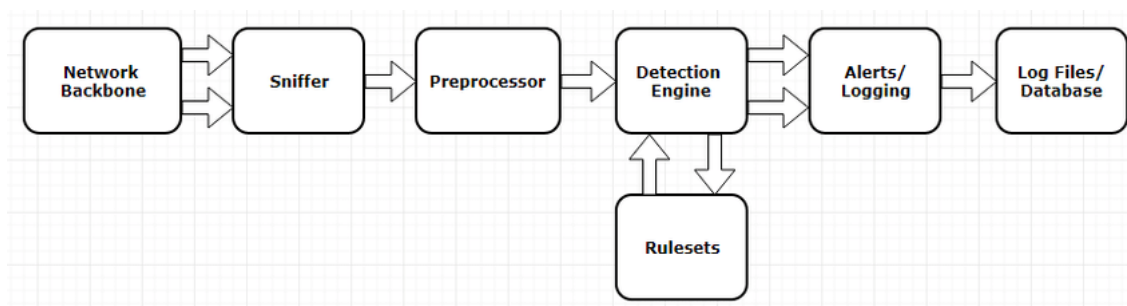 Network
Backbone
Sniffer
Preprocessor
Detection
Engine
Alerts/
Logging
Log Files/
Database
Rulesets